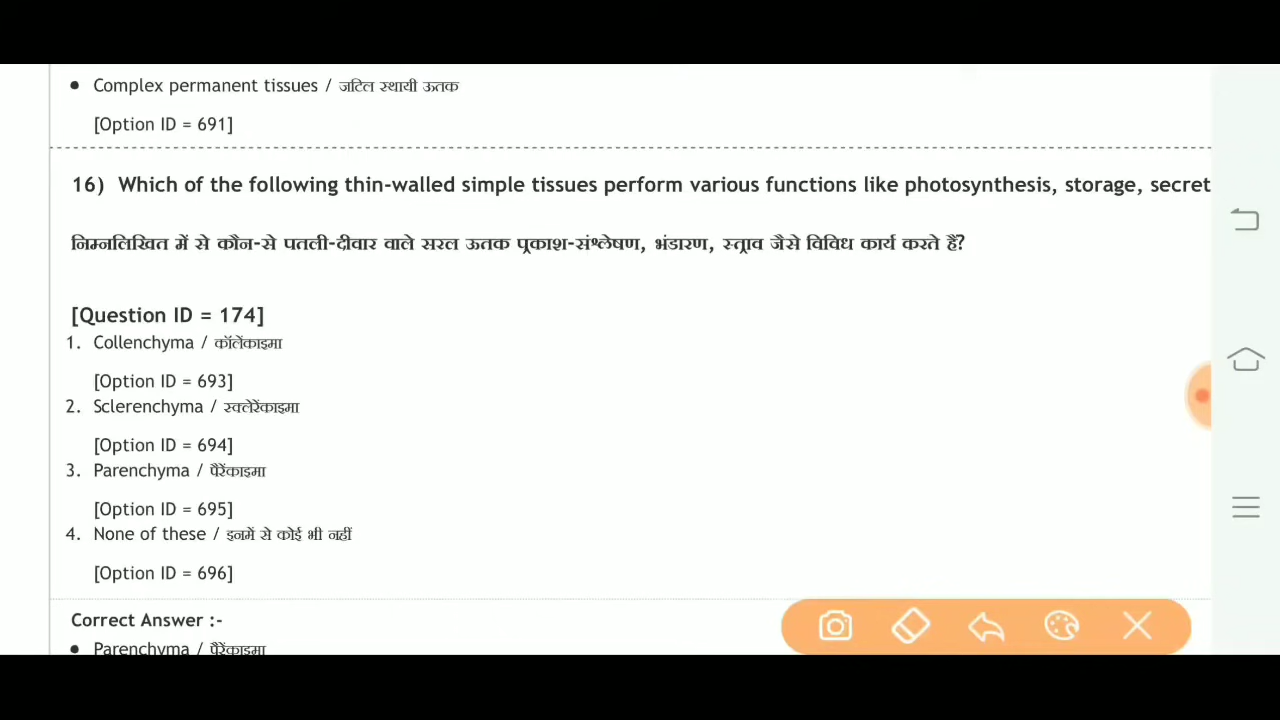 • Complex permanent tissues / जटिल स्थायी ऊतक
[Option ID = 691]
16) Which of the following thin-walled simple tissues perform various functions like photosynthesis, storage, secret
निम्नलिखित में से कौन-से पतली-दीवार वाले सरल ऊतक प्रकाश-संश्लेषण, भंडारण, स्त्राव जैसे विविध कार्य करते हैं?
[Question ID = 174]
1. Collenchyma / कॉलेंकाइमा
[Option ID = 693]
2. Sclerenchyma / स्क्लेरेंकाइमा
[Option ID = 694]
3. Parenchyma / पैरेंकाइमा
[Option ID = 695]
4. None of these / इनमें से कोई भी नहीं
[Option ID = 696]
Correct Answer :-
• Parenchyma / पैरेंकाइमा